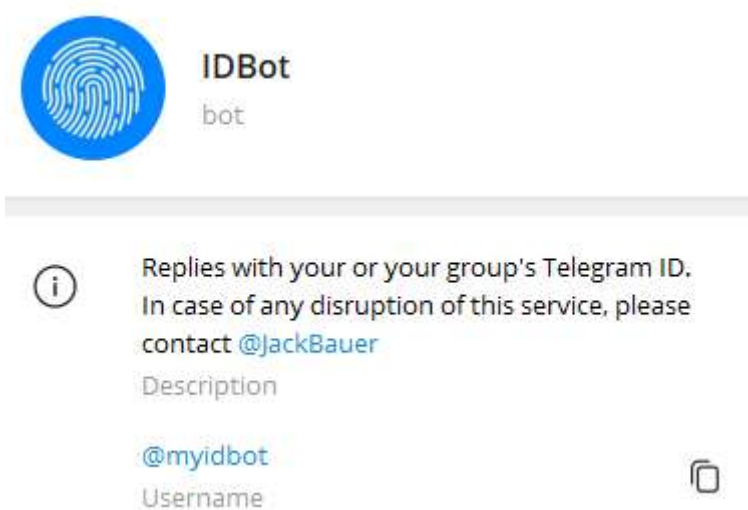 IDBot
bot
Replies with your or your group's Telegram ID.
In case of any disruption of this service, please
contact @JackBauer
Description
@myidbot
Username